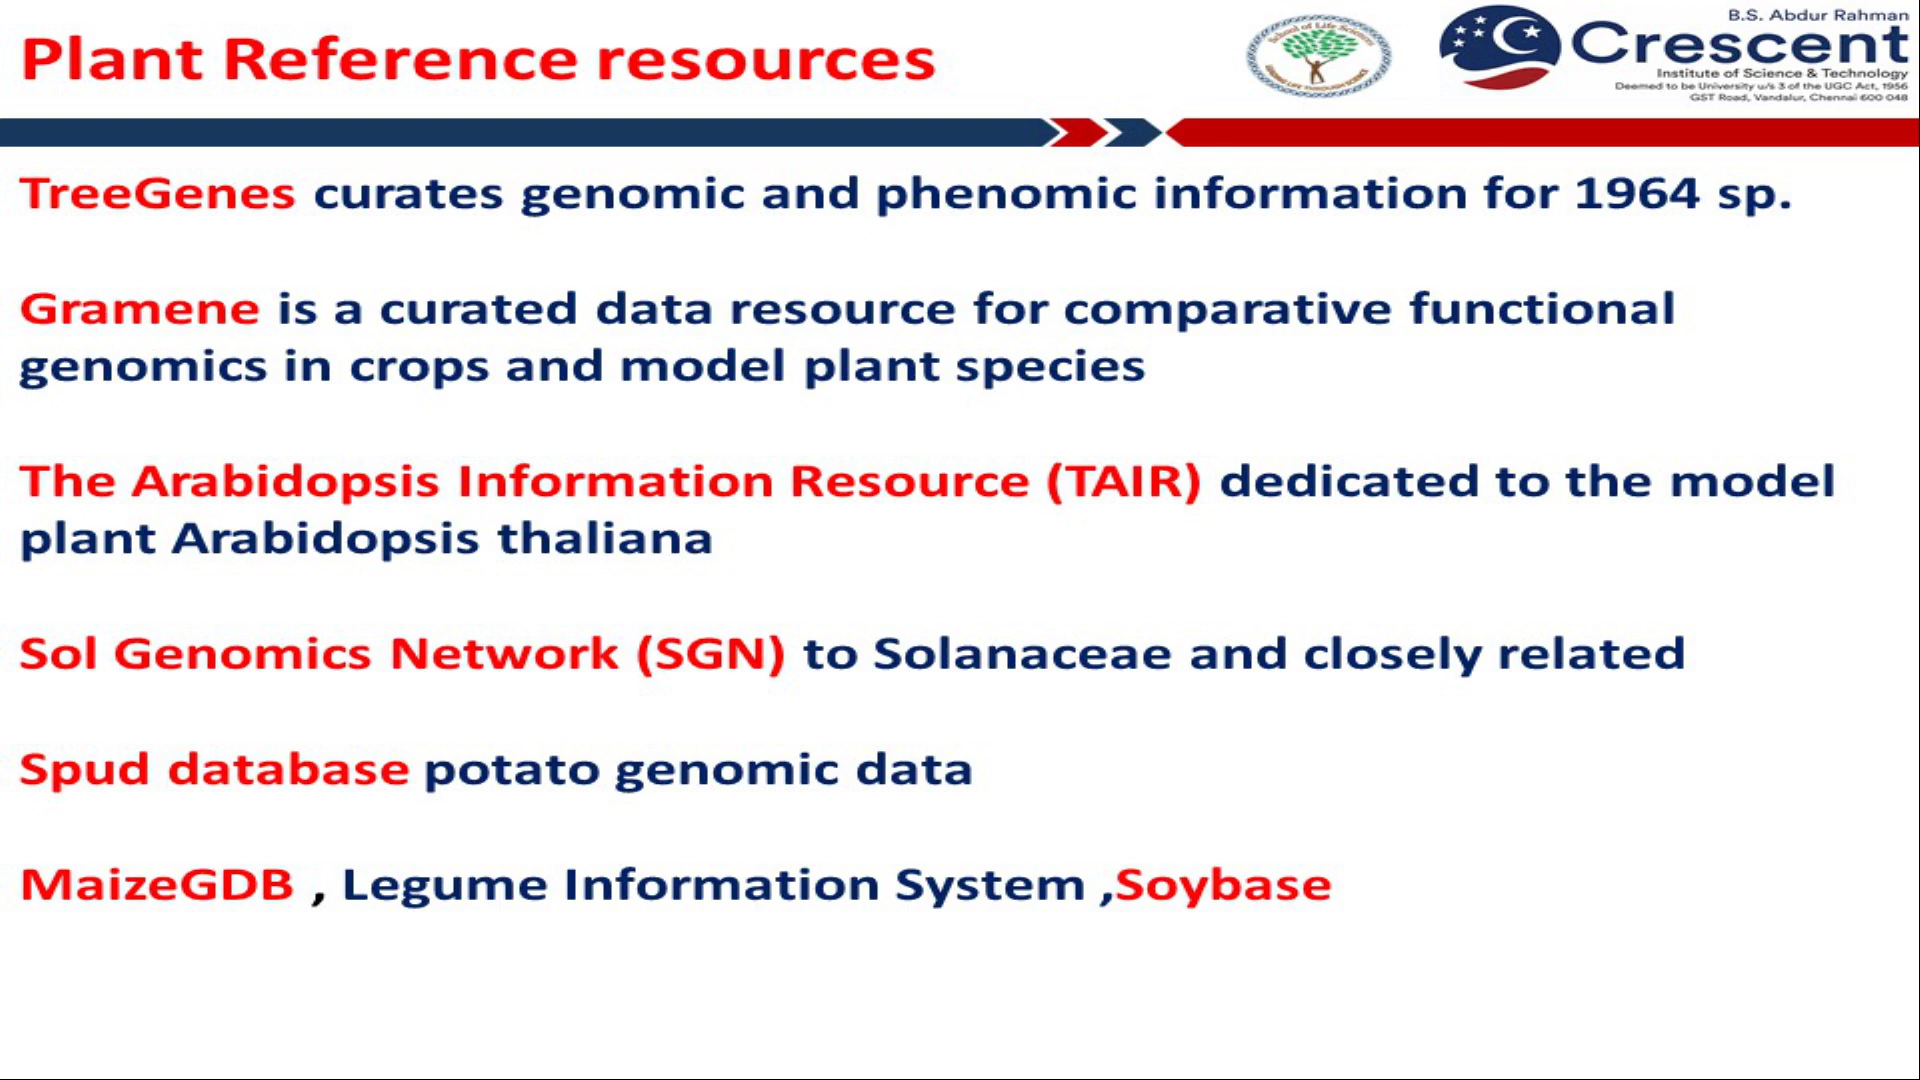 Plant Reference resources
School of Life Sciences
B.S. Abdur Rahman
Crescent
Institute of Science & Technology
Deemed to be University u/s 3 of the UGC Act, 1956
GST Road, Vandalur, Chennai 600 048
TreeGenes curates genomic and phenomic information for 1964 sp.
Gramene is a curated data resource for comparative functional
genomics in crops and model plant species
The Arabidopsis Information Resource (TAIR) dedicated to the model
plant Arabidopsis thaliana
Sol Genomics Network (SGN) to Solanaceae and closely related
Spud database potato genomic data
MaizeGDB , Legume Information System ,Soybase